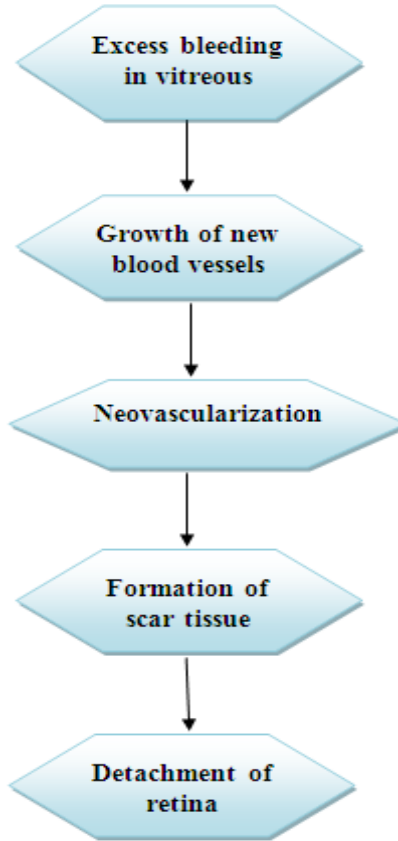 Excess bleeding
in vitreous
Growth of new
blood vessels
Neovascularization
Formation of
scar tissue
Detachment of
retina